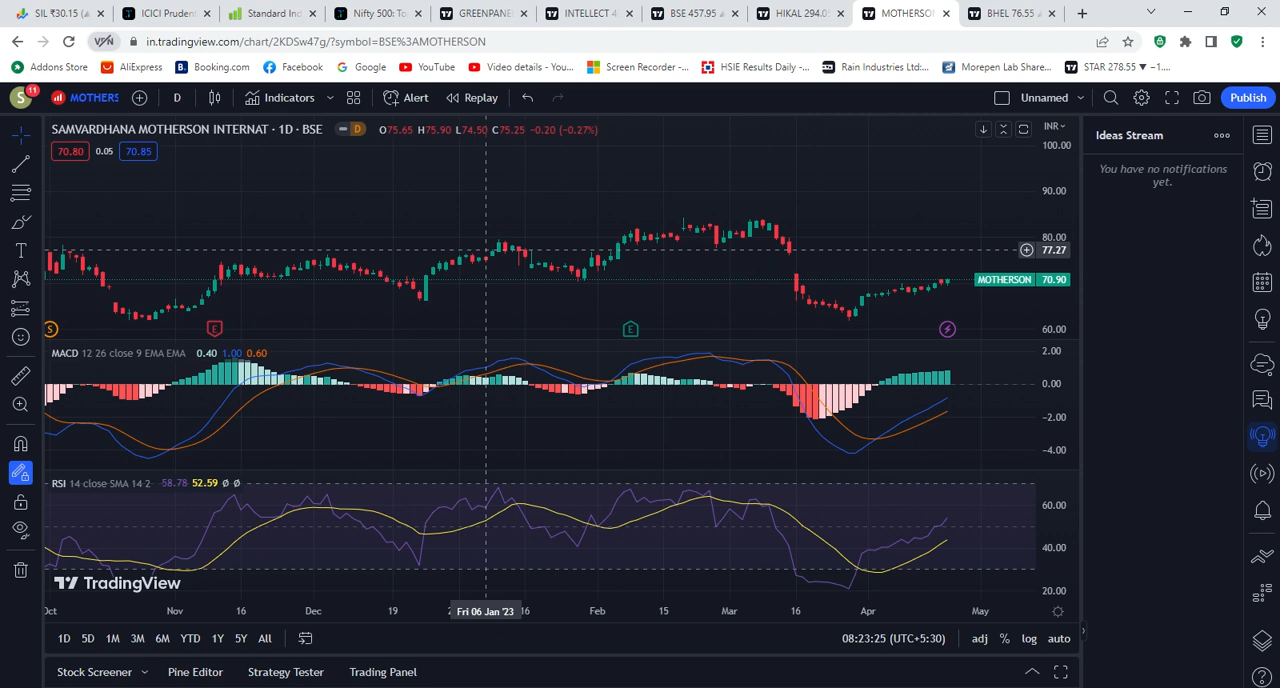 SIL ₹30.15 (▲
ICICI Pruden
Standard Ind
Nifty 500: To
GREENPANE
INTELLECT 4
BSE 457.95 ▲
HIKAL 294.0
MOTHERSON
BHEL 76.55 ▲
VPN
in.tradingview.com/chart/2KDSw47g/?symbol=BSE%3AMOTHERSON
Addons Store
AliExpress
Booking.com
Facebook
Google
YouTube
Video details - You...
Screen Recorder -...
HSIE Results Daily -...
Rain Industries Ltd:...
Morepen Lab Share...
STAR 278.55 ▼ −1....
S 11
MOTHERS
D
Indicators
Alert
Replay
Unnamed
Publish
SAMVARDHANA MOTHERSON INTERNAT · 1D · BSE
D
O75.65 H75.90 L74.50 C75.25 −0.20 (−0.27%)
INR
70.80 0.05 70.85
Ideas Stream
You have no notifications
yet.
100.00
90.00
80.00
77.27
MOTHERSON 70.90
60.00
S
E
E
MACD 12 26 close 9 EMA EMA 0.40 1.00 0.60
2.00
0.00
−2.00
−4.00
RSI 14 close SMA 14 2 58.78 52.59 Ø Ø
60.00
40.00
20.00
TradingView
Oct
Nov
16
Dec
19
Fri 06 Jan '23
16
Feb
15
Mar
16
Apr
May
1D 5D 1M 3M 6M YTD 1Y 5Y All
08:23:25 (UTC+5:30)
adj % log auto
Stock Screener
Pine Editor
Strategy Tester
Trading Panel